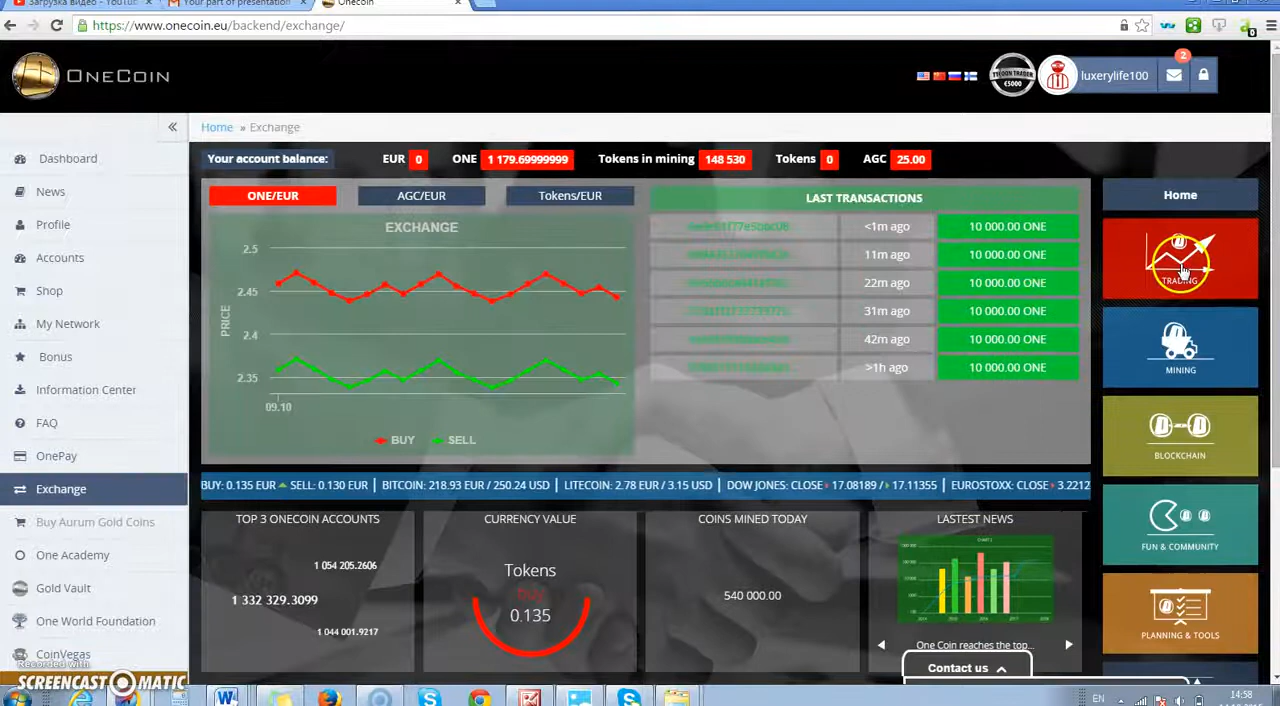 Загрузка видео - YouTu
Your part of presentation
Onecoin
https://www.onecoin.eu/backend/exchange/
ONECOIN
TYCOON TRADER
€5000
luxerylife100
2
Home » Exchange
Dashboard
News
Profile
Accounts
Shop
My Network
Bonus
Information Center
FAQ
OnePay
Exchange
Buy Aurum Gold Coins
One Academy
Gold Vault
One World Foundation
CoinVegas
Your account balance: EUR 0 ONE 1 179.69999999 Tokens in mining 148 530 Tokens 0 AGC 25.00
ONE/EUR AGC/EUR Tokens/EUR
EXCHANGE
PRICE
2.5
2.45
2.4
2.35
09.10
BUY SELL
LAST TRANSACTIONS
<1m ago 10 000.00 ONE
11m ago 10 000.00 ONE
22m ago 10 000.00 ONE
31m ago 10 000.00 ONE
42m ago 10 000.00 ONE
>1h ago 10 000.00 ONE
Home
TRADING
MINING
BLOCKCHAIN
FUN & COMMUNITY
PLANNING & TOOLS
BUY: 0.135 EUR SELL: 0.130 EUR | BITCOIN: 218.93 EUR / 250.24 USD | LITECOIN: 2.78 EUR / 3.15 USD | DOW JONES: CLOSE 17.08189 / 17.11355 | EUROSTOXX: CLOSE 3.2212
TOP 3 ONECOIN ACCOUNTS
1 054 205.2606
1 332 329.3099
1 044 001.9217
CURRENCY VALUE
Tokens
buy
0.135
COINS MINED TODAY
540 000.00
LASTEST NEWS
One Coin reaches the top...
Contact us
Recorded with
SCREENCAST-O-MATIC
EN
14:58